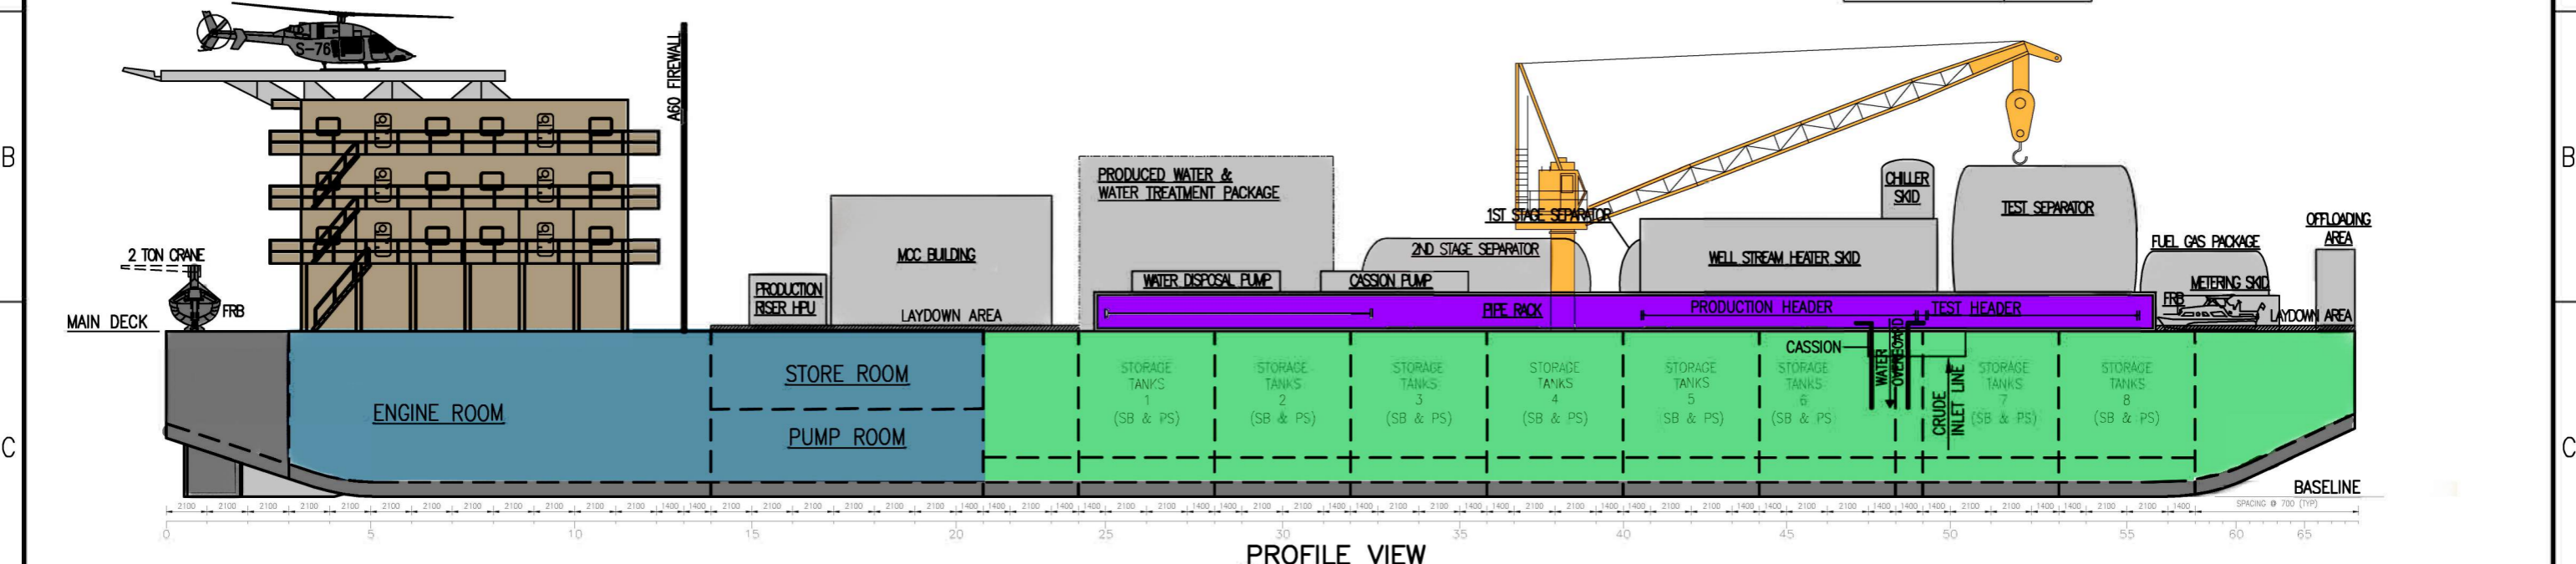 S-76
A60 FIREWALL
B
B
PRODUCED WATER &
WATER TREATMENT PACKAGE
CHILLER
SKID
1ST STAGE SEPARATOR
TEST SEPARATOR
OFFLOADING
AREA
2 TON CRANE
MCC BUILDING
2ND STAGE SEPARATOR
WELL STREAM HEATER SKID
FUEL GAS PACKAGE
PRODUCTION
RISER HPU
WATER DISPOSAL PUMP
CASSION PUMP
METERING SKID
FRB
FRB
MAIN DECK
LAYDOWN AREA
PIPE RACK
PRODUCTION HEADER
TEST HEADER
LAYDOWN AREA
CASSION
WATER
OVERBOARD
CRUDE
INLET LINE
STORE ROOM
ENGINE ROOM
PUMP ROOM
STORAGE
TANKS
1
(SB & PS)
STORAGE
TANKS
2
(SB & PS)
STORAGE
TANKS
3
(SB & PS)
STORAGE
TANKS
4
(SB & PS)
STORAGE
TANKS
5
(SB & PS)
STORAGE
TANKS
6
(SB & PS)
STORAGE
TANKS
7
(SB & PS)
STORAGE
TANKS
8
(SB & PS)
C
C
BASELINE
SPACING @ 700 (TYP)
0 5 10 15 20 25 30 35 40 45 50 55 60 65
PROFILE VIEW